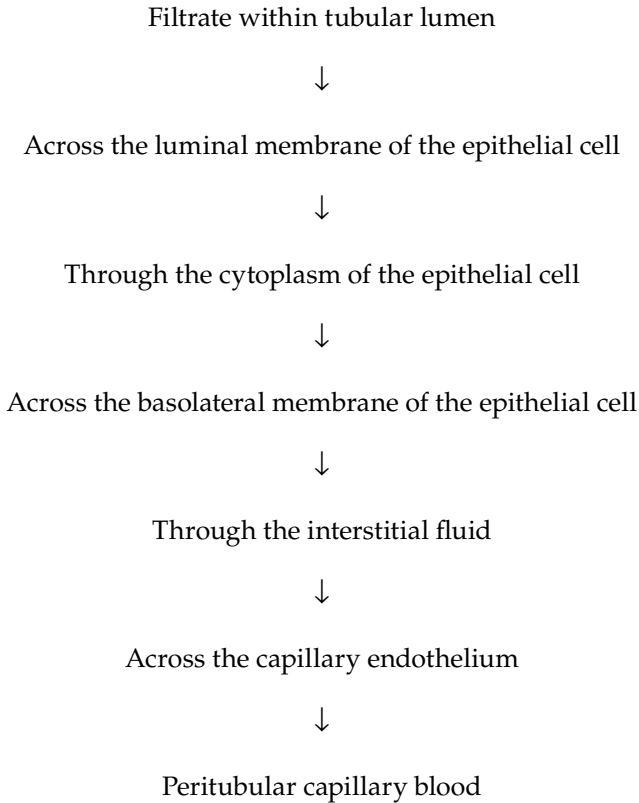 Filtrate within tubular lumen
↓
Across the luminal membrane of the epithelial cell
↓
Through the cytoplasm of the epithelial cell
↓
Across the basolateral membrane of the epithelial cell
↓
Through the interstitial fluid
↓
Across the capillary endothelium
↓
Peritubular capillary blood